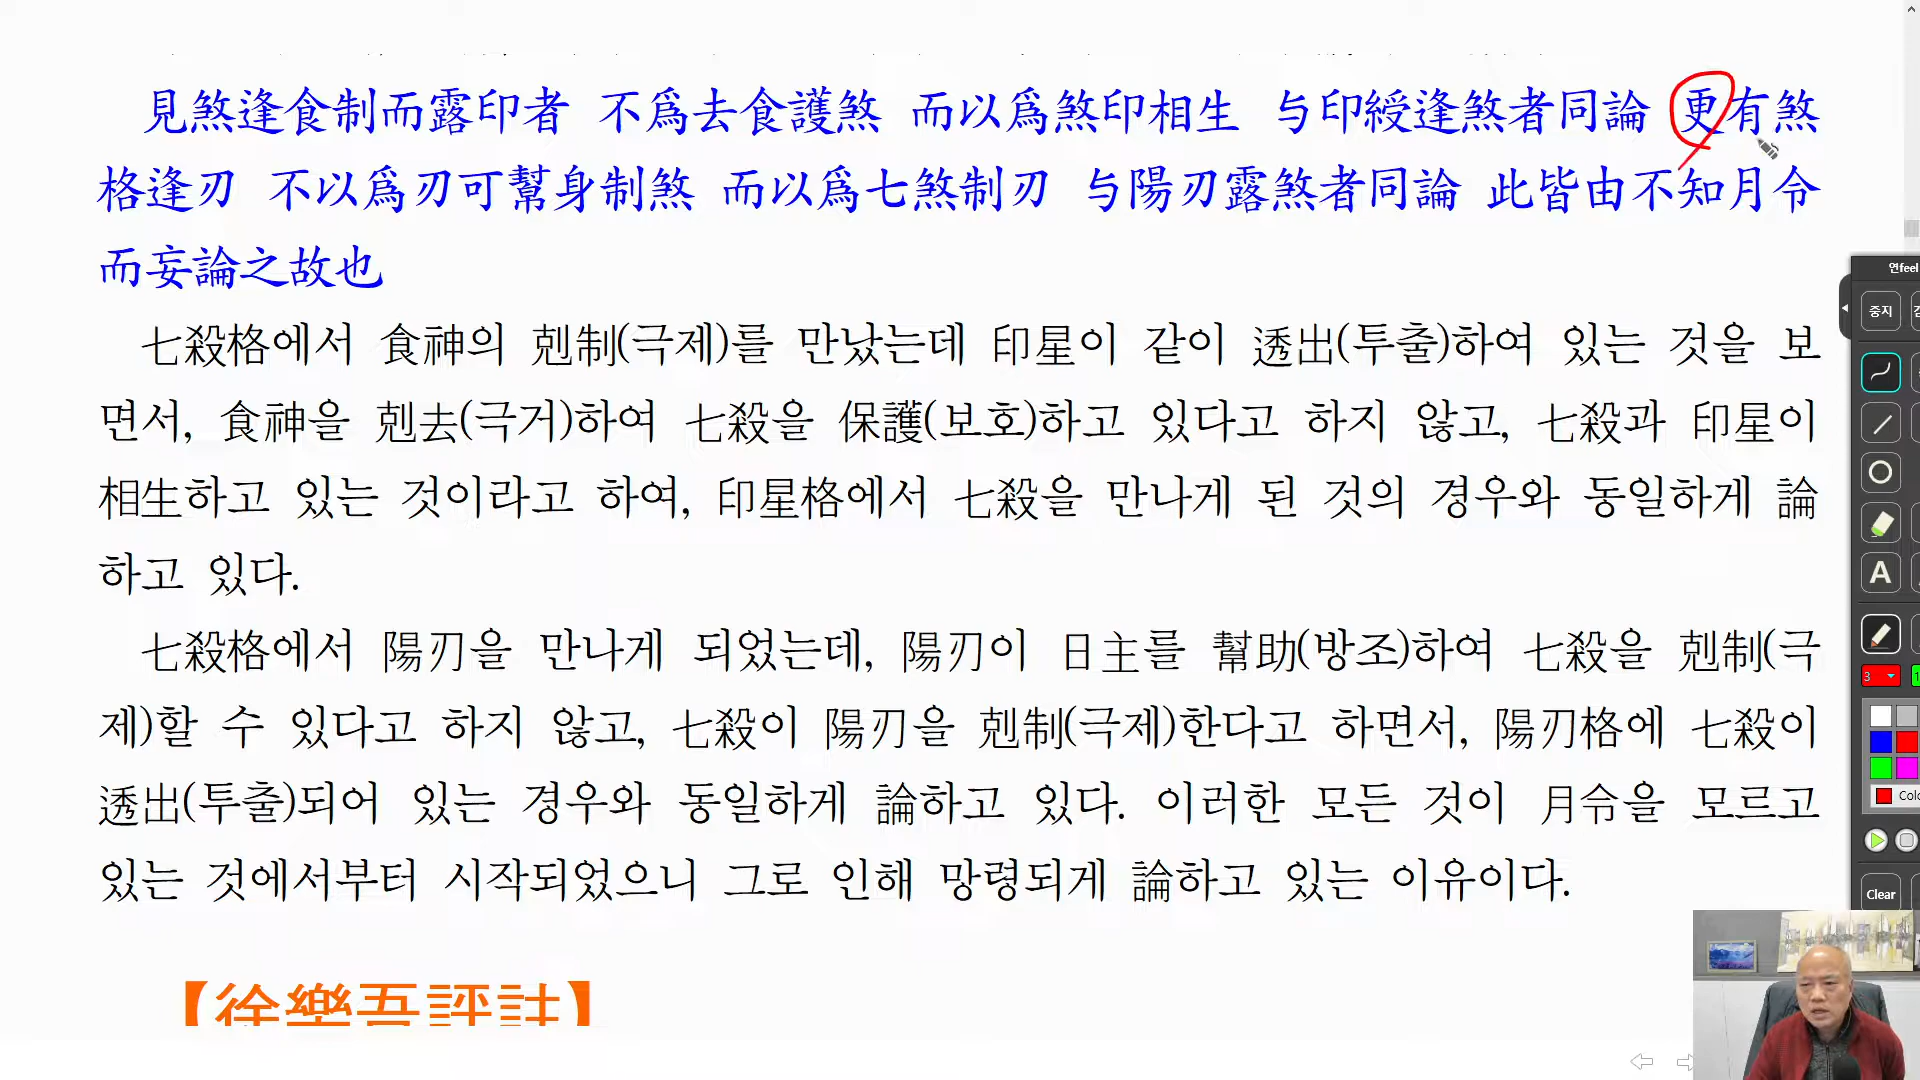 見煞逢食制而露印者 不爲去食護煞 而以爲煞印相生 与印綬逢煞者同論 更有煞
格逢刃 不以爲刃可幫身制煞 而以爲七煞制刃 与陽刃露煞者同論 此皆由不知月令
而妄論之故也
七殺格에서 食神의 剋制(극제)를 만났는데 印星이 같이 透出(투출)하여 있는 것을 보
면서, 食神을 剋去(극거)하여 七殺을 保護(보호)하고 있다고 하지 않고, 七殺과 印星이
相生하고 있는 것이라고 하여, 印星格에서 七殺을 만나게 된 것의 경우와 동일하게 論
하고 있다.
七殺格에서 陽刃을 만나게 되었는데, 陽刃이 日主를 幇助(방조)하여 七殺을 剋制(극
제)할 수 있다고 하지 않고, 七殺이 陽刃을 剋制(극제)한다고 하면서, 陽刃格에 七殺이
透出(투출)되어 있는 경우와 동일하게 論하고 있다. 이러한 모든 것이 月令을 모르고
있는 것에서부터 시작되었으니 그로 인해 망령되게 論하고 있는 이유이다.
【徐樂吾評註】
연feel
중지
A
3
Clear